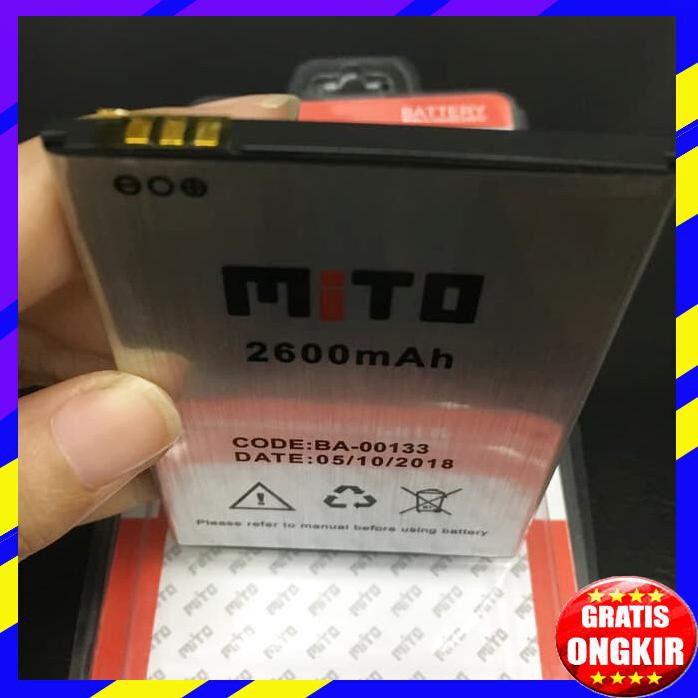 BATTERY
MiTO
2600mAh
CODE:BA-00133
DATE:05/10/2018
Please refer to manual before using battery
MiTO
GRATIS
ONGKIR